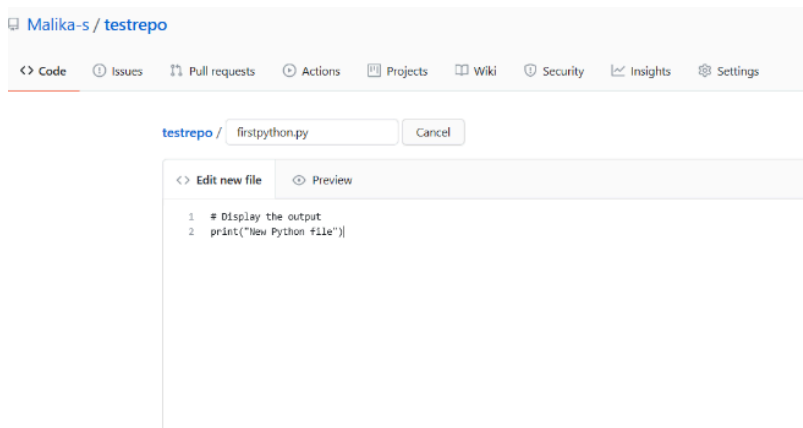 Malika-s / testrepo
<> Code Issues Pull requests Actions Projects Wiki Security Insights Settings
testrepo / firstpython.py Cancel
<> Edit new file Preview
1 # Display the output
2 print("New Python file")